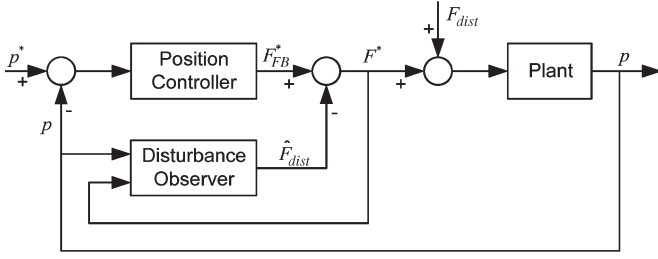 F_dist
+
p*
+
Position
Controller
F*_FB
+
F*
+
Plant
p
-
p
-
Disturbance
Observer
F̂_dist